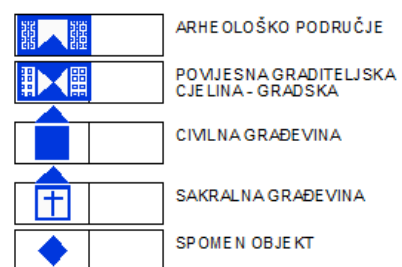 ARHEOLOŠKO PODRUČJE
POVIJESNA GRADITELJSKA
CJELINA - GRADSKA
CIVILNA GRAĐEVINA
SAKRALNA GRAĐEVINA
SPOMEN OBJEKT